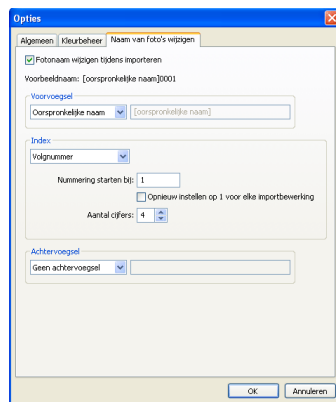 Opties
Algemeen Kleurbeheer Naam van foto's wijzigen
Fotonaam wijzigen tijdens importeren
Voorbeeldnaam: [oorspronkelijke naam]0001
Voorvoegsel
Oorspronkelijke naam [oorspronkelijke naam]
Index
Volgnummer
Nummering starten bij: 1
Opnieuw instellen op 1 voor elke importbewerking
Aantal cijfers: 4
Achtervoegsel
Geen achtervoegsel
OK Annuleren